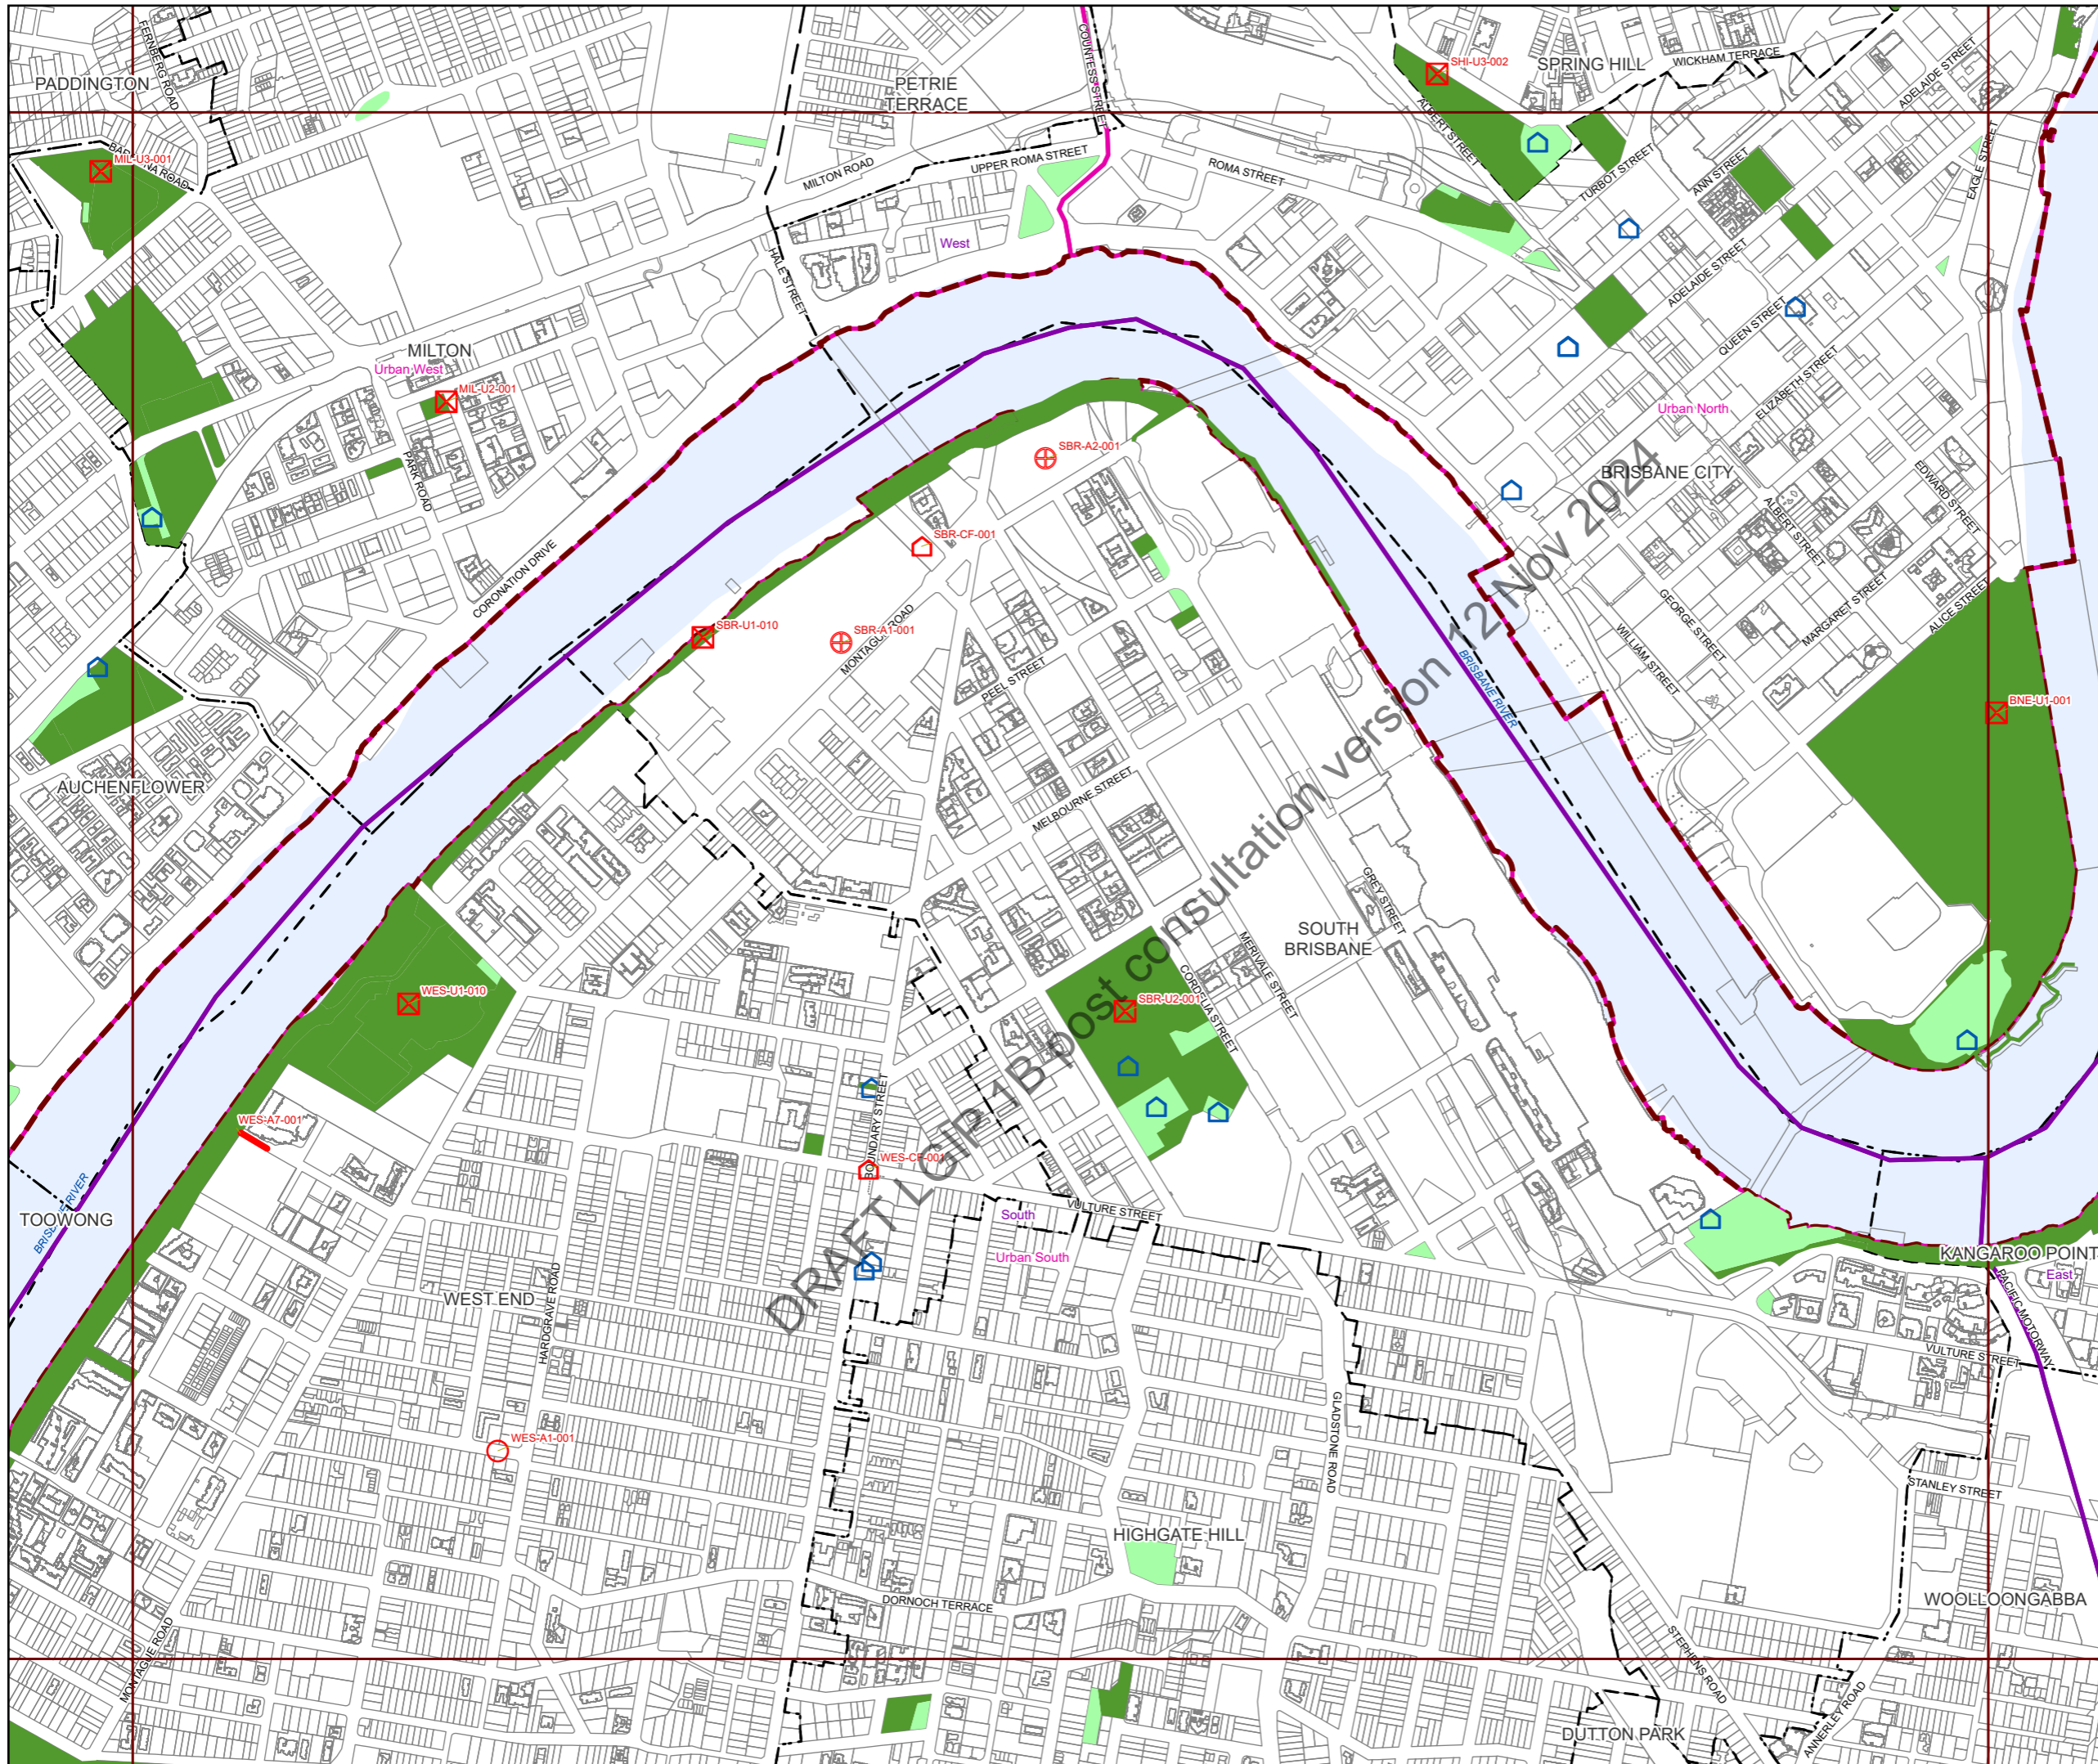 FERNBERG ROAD
PADDINGTON
COUNTESS STREET
PETRIE
TERRACE
SHI-U3-002
SPRING HILL
WICKHAM TERRACE
ADELAIDE STREET
ALBERT STREET
MIL-U3-001
MILTON ROAD
UPPER ROMA STREET
ROMA STREET
TURBOT STREET
ANN STREET
EAGLE STREET
West
HALE STREET
ADELAIDE STREET
QUEEN STREET
MILTON
Urban West
MIL-U2-001
ELIZABETH STREET
Urban North
PARK ROAD
SBR-A2-001
BRISBANE CITY
EDWARD STREET
ALBERT STREET
SBR-CF-001
CORONATION DRIVE
GEORGE STREET
MARGARET STREET
ALICE STREET
WILLIAM STREET
SBR-U1-010
SBR-A1-001
PEEL STREET
BRISBANE RIVER
BNE-U1-001
AUCHENFLOWER
MELBOURNE STREET
GREY STREET
SOUTH
BRISBANE
MERIVALE STREET
CORDELIA STREET
WES-U1-010
SBR-U2-001
DRAFT LGIP 1B post consultation version 12 Nov 2024
WES-A7-001
BOUNDARY STREET
WES-CF-001
TOOWONG
South
VULTURE STREET
Urban South
KANGAROO POINT
East
PACIFIC MOTORWAY
WEST END
HARDGRAVE ROAD
VULTURE STREET
GLADSTONE ROAD
WES-A1-001
STANLEY STREET
HIGHGATE HILL
DORNOCH TERRACE
WOOLLOONGABBA
MONTAGUE ROAD
STEPHENS ROAD
ANNERLEY ROAD
DUTTON PARK